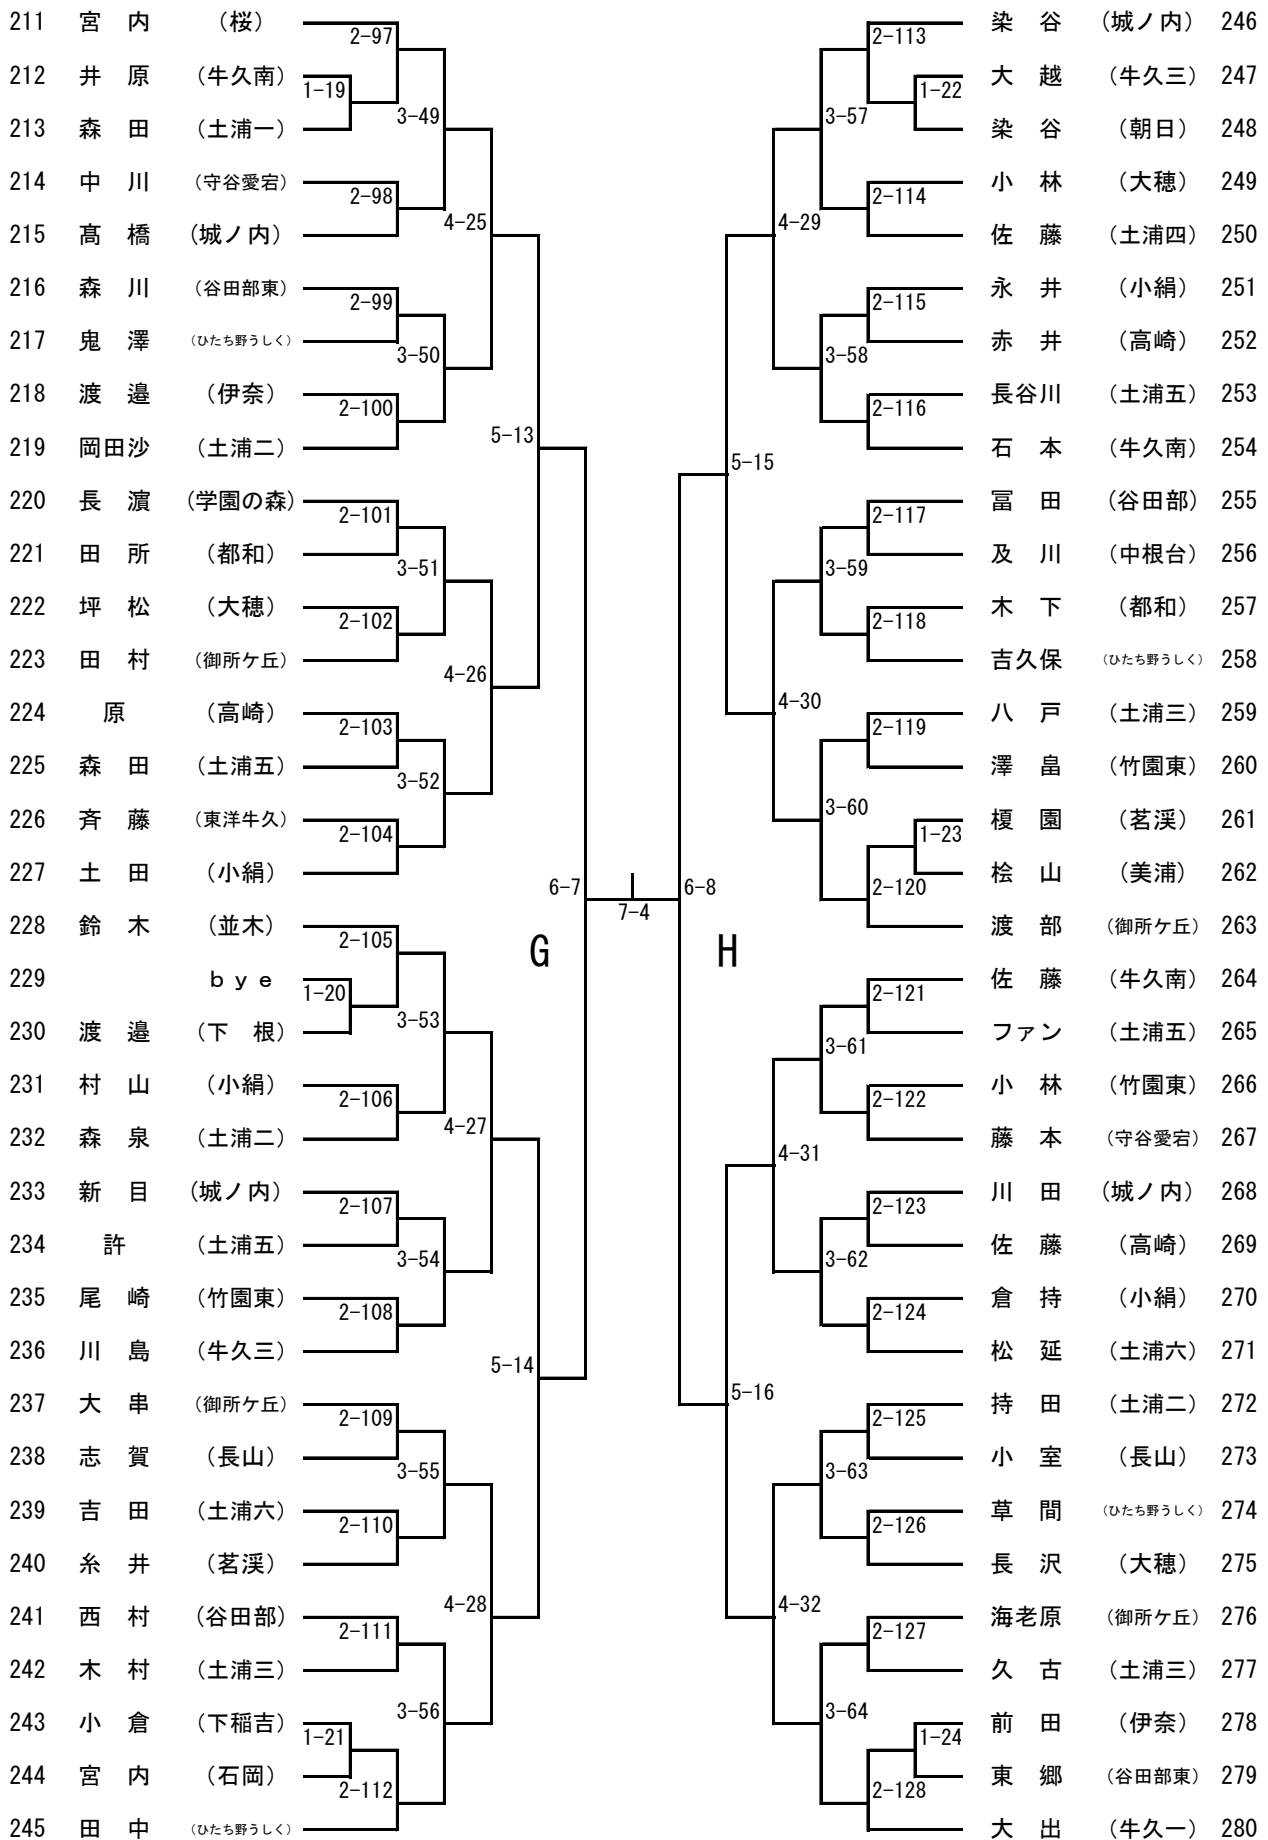 211 宮 内 (桜)
212 井 原 (牛久南)
213 森 田 (土浦一)
214 中 川 (守谷愛宕)
215 髙 橋 (城ノ内)
216 森 川 (谷田部東)
217 鬼 澤 (ひたち野うしく)
218 渡 邉 (伊奈)
219 岡田沙 (土浦二)
220 長 濵 (学園の森)
221 田 所 (都和)
222 坪 松 (大穂)
223 田 村 (御所ケ丘)
224 原 (高崎)
225 森 田 (土浦五)
226 斉 藤 (東洋牛久)
227 土 田 (小絹)
228 鈴 木 (並木)
229 bye
230 渡 邉 (下 根)
231 村 山 (小絹)
232 森 泉 (土浦二)
233 新 目 (城ノ内)
234 許 (土浦五)
235 尾 崎 (竹園東)
236 川 島 (牛久三)
237 大 串 (御所ケ丘)
238 志 賀 (長山)
239 吉 田 (土浦六)
240 糸 井 (茗渓)
241 西 村 (谷田部)
242 木 村 (土浦三)
243 小 倉 (下稲吉)
244 宮 内 (石岡)
245 田 中 (ひたち野うしく)
1-19
1-20
1-21
2-97
2-98
2-99
2-100
2-101
2-102
2-103
2-104
2-105
2-106
2-107
2-108
2-109
2-110
2-111
2-112
3-49
3-50
3-51
3-52
3-53
3-54
3-55
3-56
4-25
4-26
4-27
4-28
5-13
5-14
6-7
G
7-4
H
6-8
5-15
5-16
4-29
4-30
4-31
4-32
3-57
3-58
3-59
3-60
3-61
3-62
3-63
3-64
2-113
2-114
2-115
2-116
2-117
2-118
2-119
2-120
2-121
2-122
2-123
2-124
2-125
2-126
2-127
2-128
1-22
1-23
1-24
染 谷 (城ノ内) 246
大 越 (牛久三) 247
染 谷 (朝日) 248
小 林 (大穂) 249
佐 藤 (土浦四) 250
永 井 (小絹) 251
赤 井 (高崎) 252
長谷川 (土浦五) 253
石 本 (牛久南) 254
冨 田 (谷田部) 255
及 川 (中根台) 256
木 下 (都和) 257
吉久保 (ひたち野うしく) 258
八 戸 (土浦三) 259
澤 畠 (竹園東) 260
榎 園 (茗渓) 261
桧 山 (美浦) 262
渡 部 (御所ケ丘) 263
佐 藤 (牛久南) 264
ファン (土浦五) 265
小 林 (竹園東) 266
藤 本 (守谷愛宕) 267
川 田 (城ノ内) 268
佐 藤 (高崎) 269
倉 持 (小絹) 270
松 延 (土浦六) 271
持 田 (土浦二) 272
小 室 (長山) 273
草 間 (ひたち野うしく) 274
長 沢 (大穂) 275
海老原 (御所ケ丘) 276
久 古 (土浦三) 277
前 田 (伊奈) 278
東 郷 (谷田部東) 279
大 出 (牛久一) 280